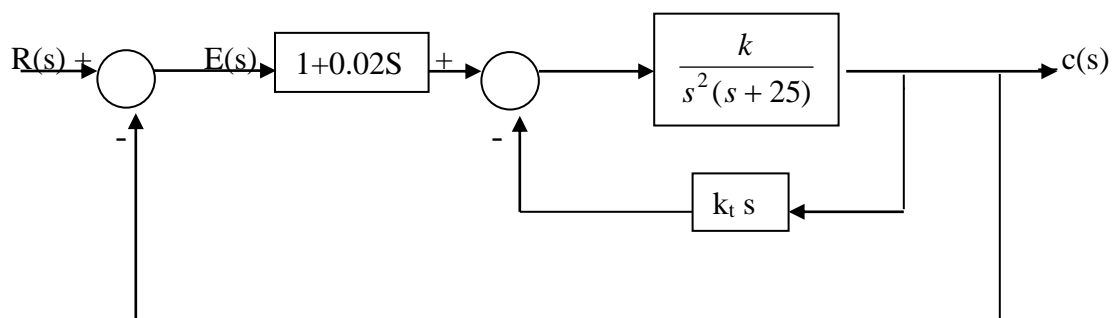 R(s) +
E(s)
1+0.02S
+
k
s²(s + 25)
c(s)
-
-
kₜ s